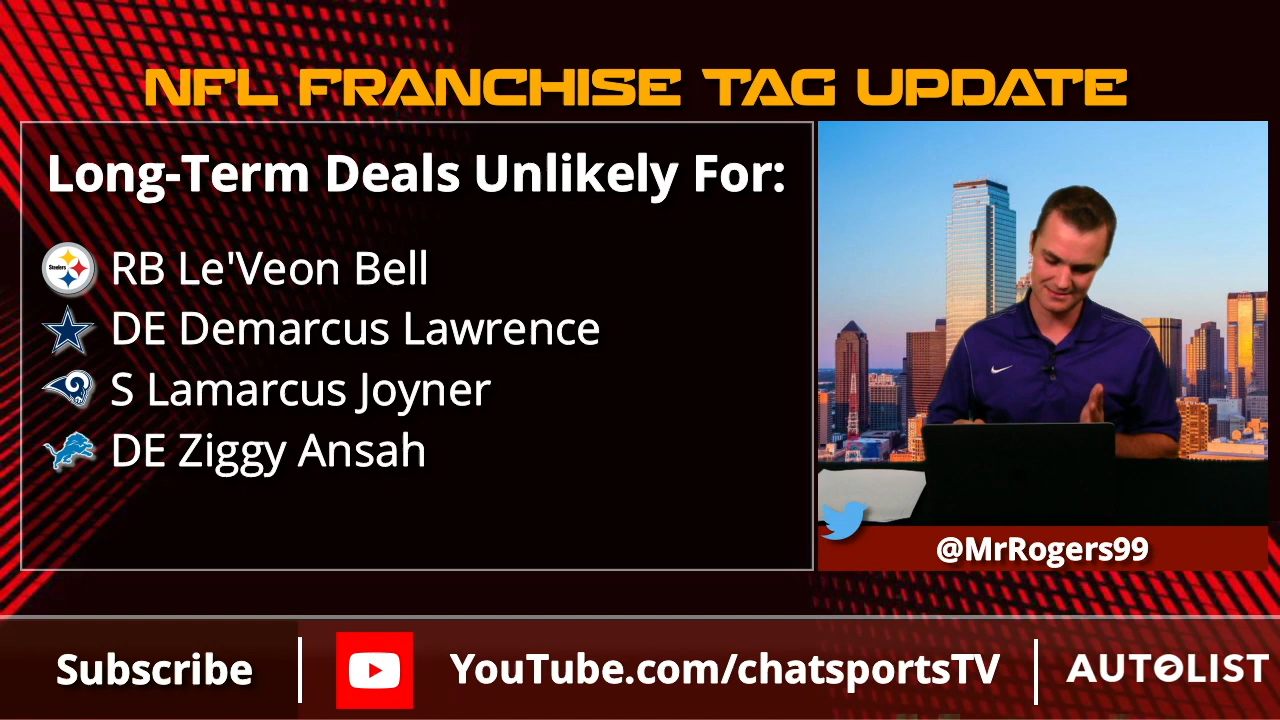 NFL FRANCHISE TAG UPDATE
Long-Term Deals Unlikely For:
Steelers RB Le'Veon Bell
DE Demarcus Lawrence
S Lamarcus Joyner
DE Ziggy Ansah
@MrRogers99
Subscribe
YouTube.com/chatsportsTV
AUTOLIST